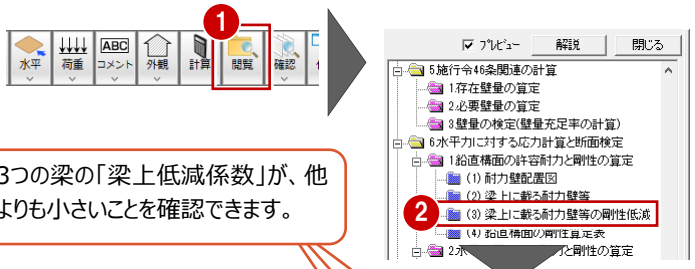 1
水平
荷重
ABC
コメント
外観
計算
閲覧
確認
3つの梁の「梁上低減係数」が、他
よりも小さいことを確認できます。
プレビュー
解説
閉じる
5施行令46条関連の計算
1.存在壁量の算定
2.必要壁量の算定
3.壁量の検定(壁量充足率の計算)
6水平力に対する応力計算と断面検定
1.鉛直構面の許容耐力と剛性の算定
(1) 耐力壁配置図
(2) 梁上に載る耐力壁等
2
(3) 梁上に載る耐力壁等の剛性低減
(4) 鉛直構面の剛性算定表
2.水
力と剛性の算定